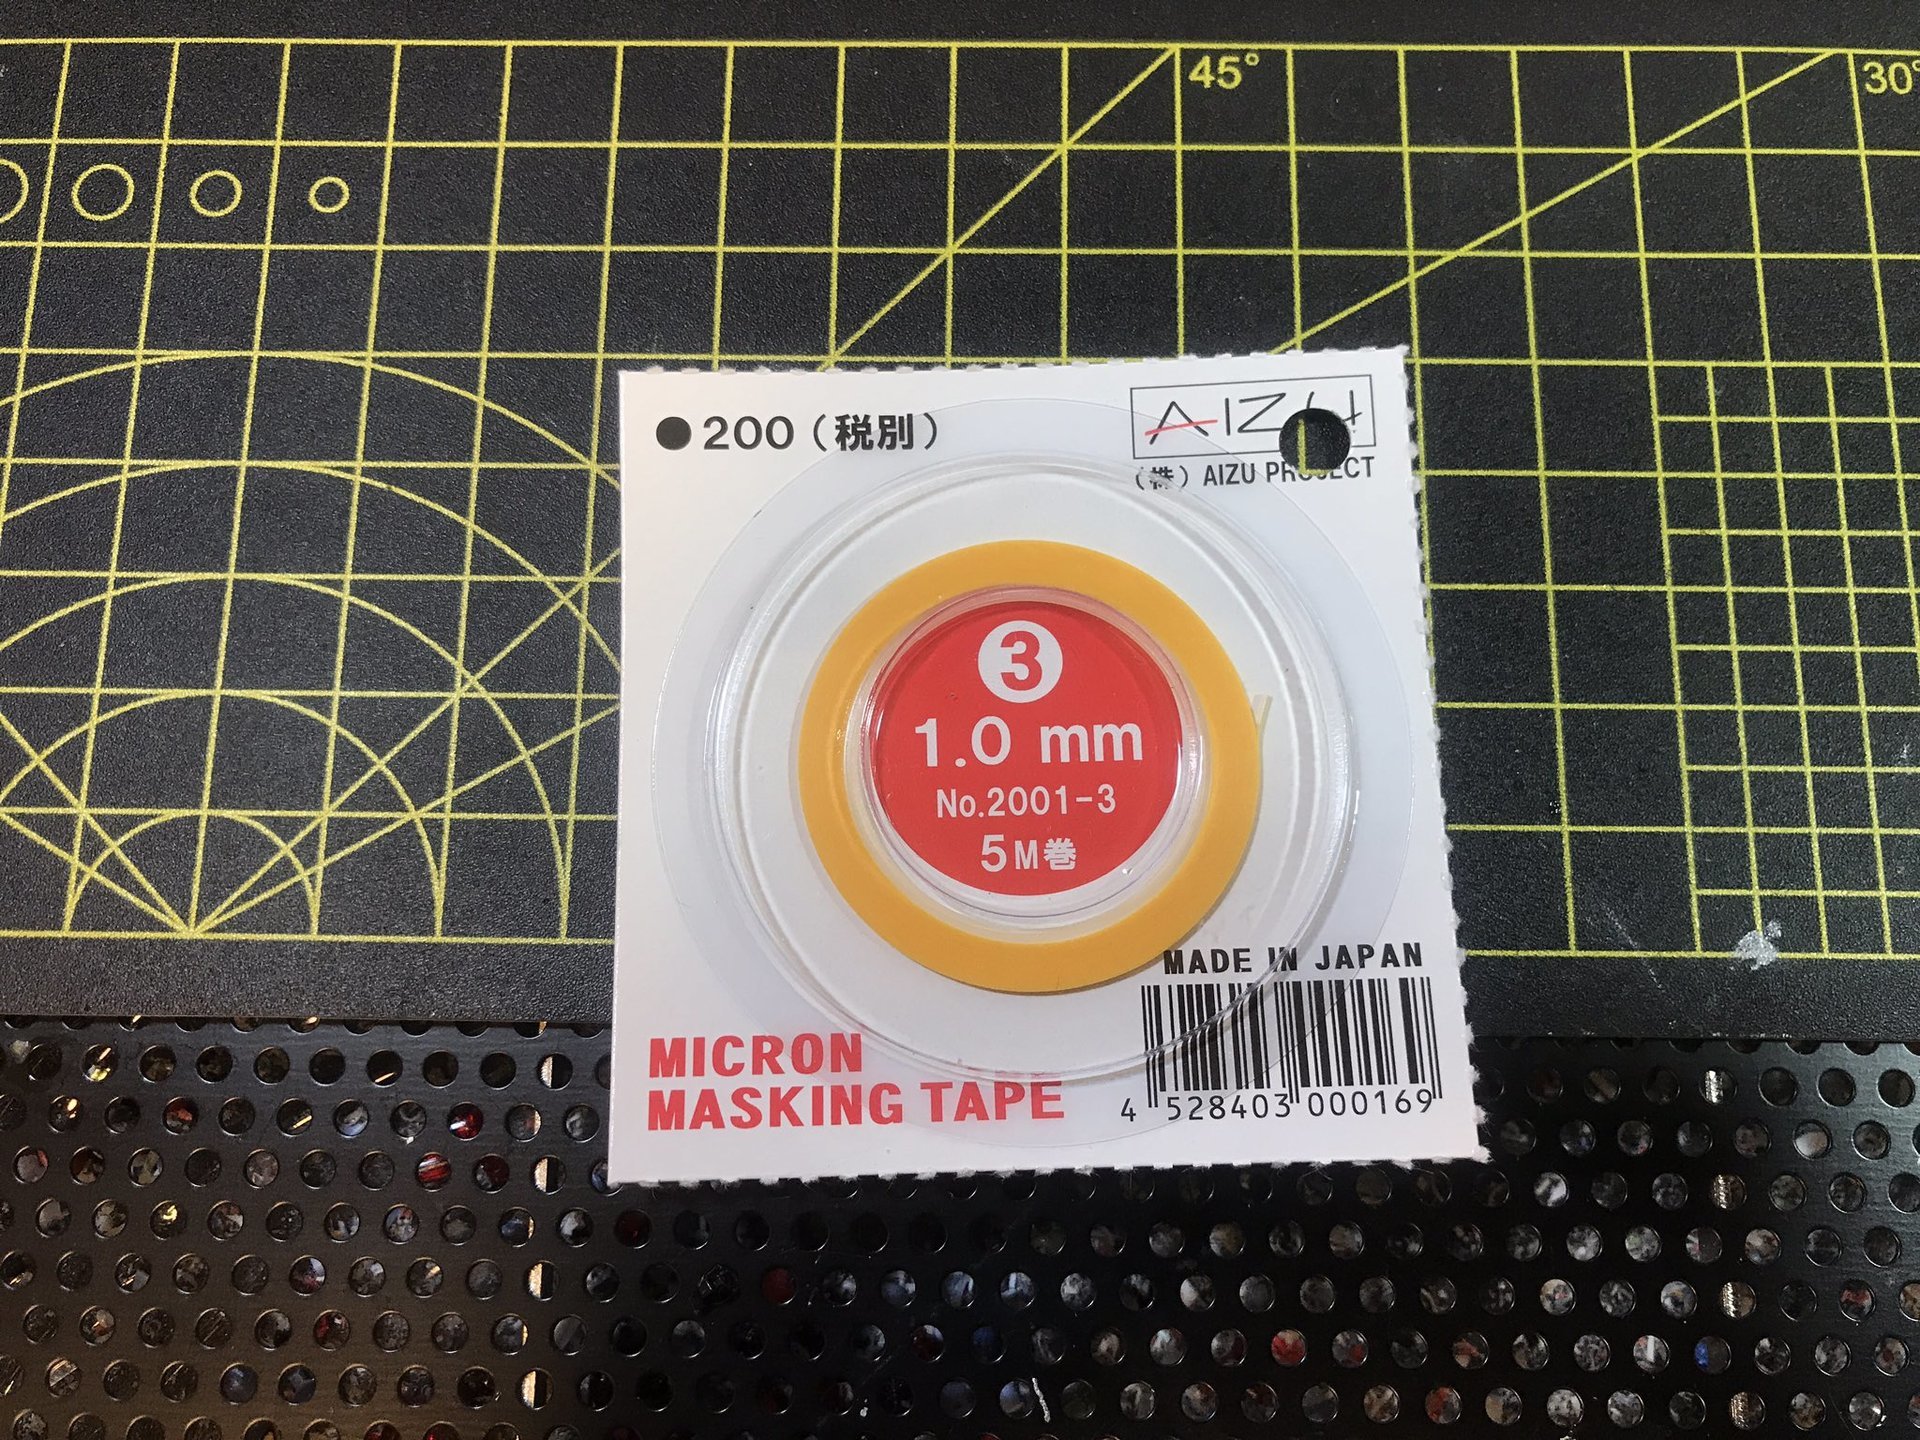 45°
30°
●200（税別）
AIZU
（株）AIZU PROJECT
3
1.0 mm
No.2001-3
5M巻
MADE IN JAPAN
MICRON
MASKING TAPE
4 528403 000169